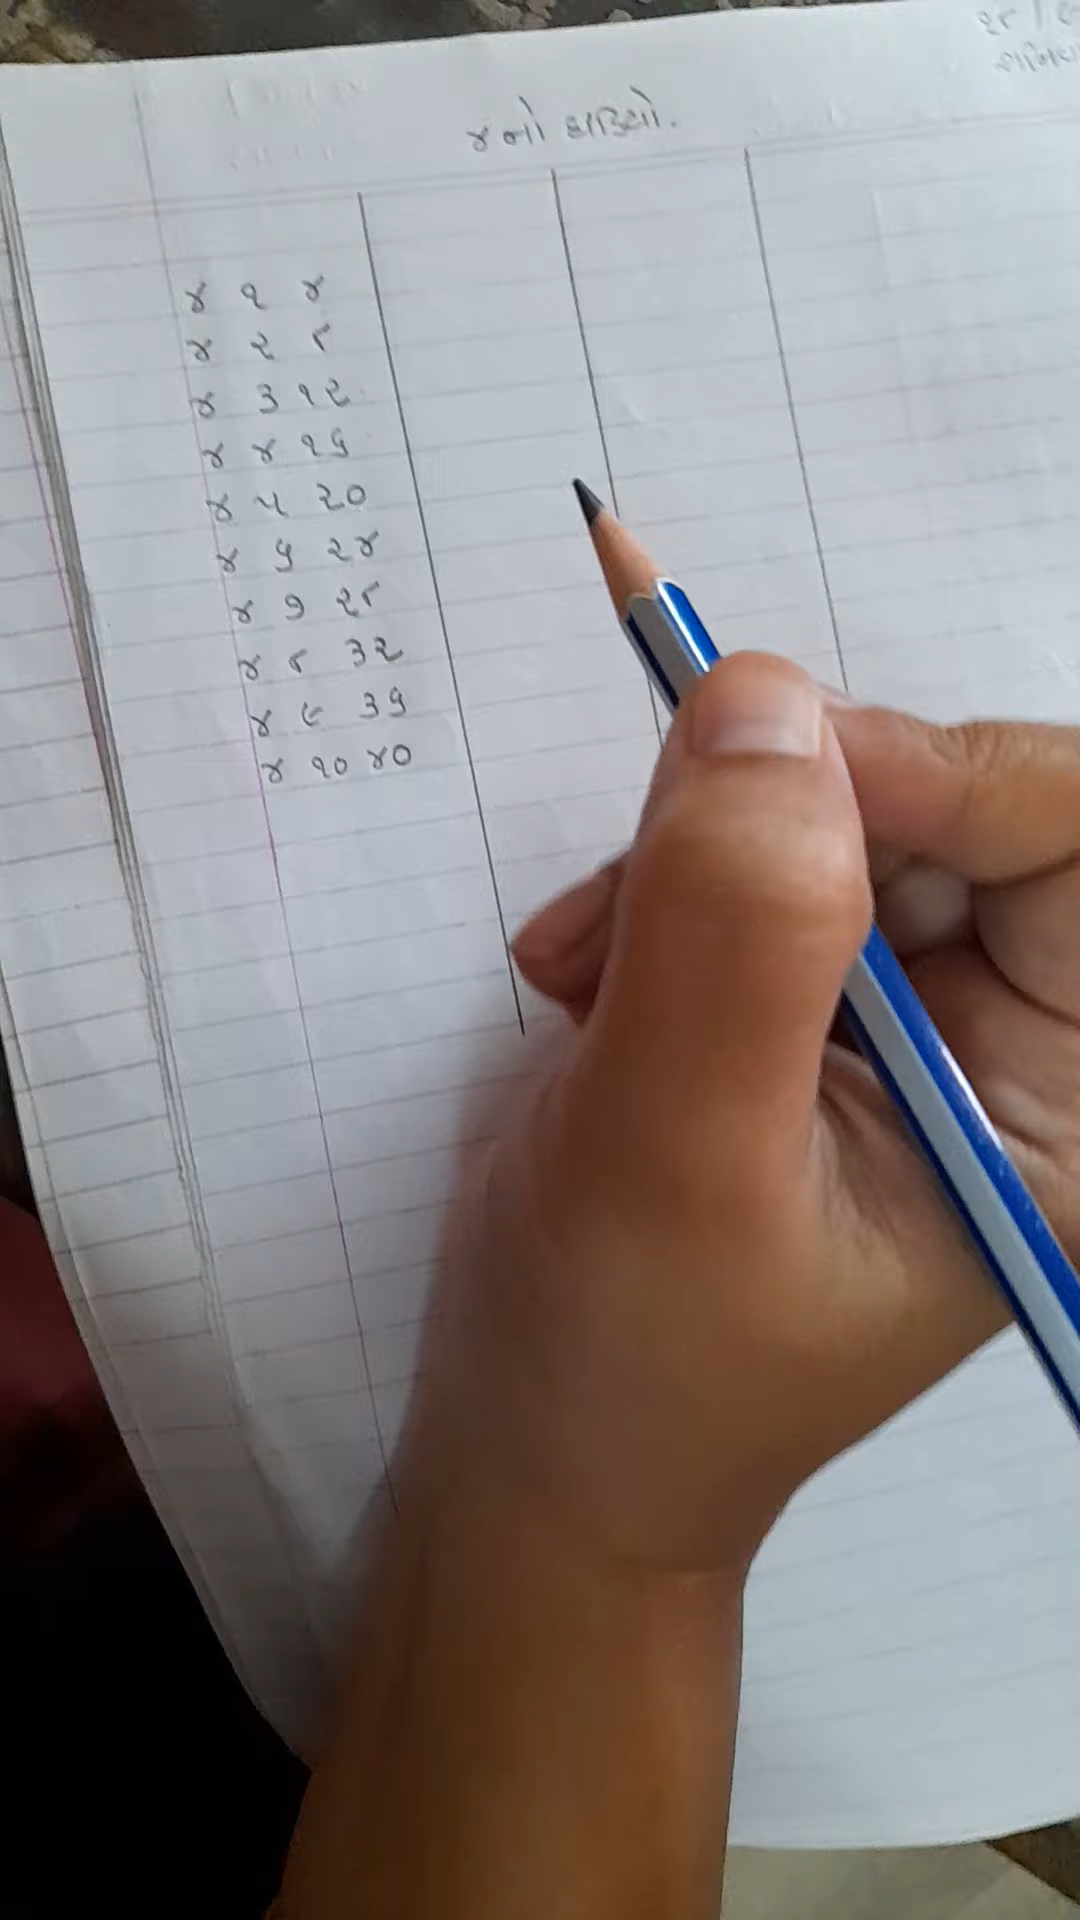 ૪ નો ઘડિયો.
૪ ૧ ૪
૪ ૨ ૮
૪ ૩ ૧૨
૪ ૪ ૧૬
૪ ૫ ૨૦
૪ ૬ ૨૪
૪ ૭ ૨૮
૪ ૮ ૩૨
૪ ૯ ૩૬
૪ ૧૦ ૪૦